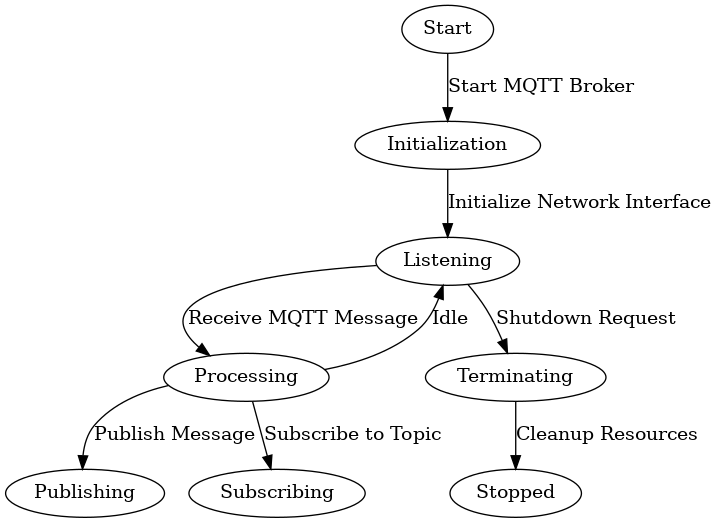 Start
Start MQTT Broker
Initialization
Initialize Network Interface
Listening
Receive MQTT Message
Idle
Shutdown Request
Processing
Terminating
Publish Message
Subscribe to Topic
Cleanup Resources
Publishing
Subscribing
Stopped